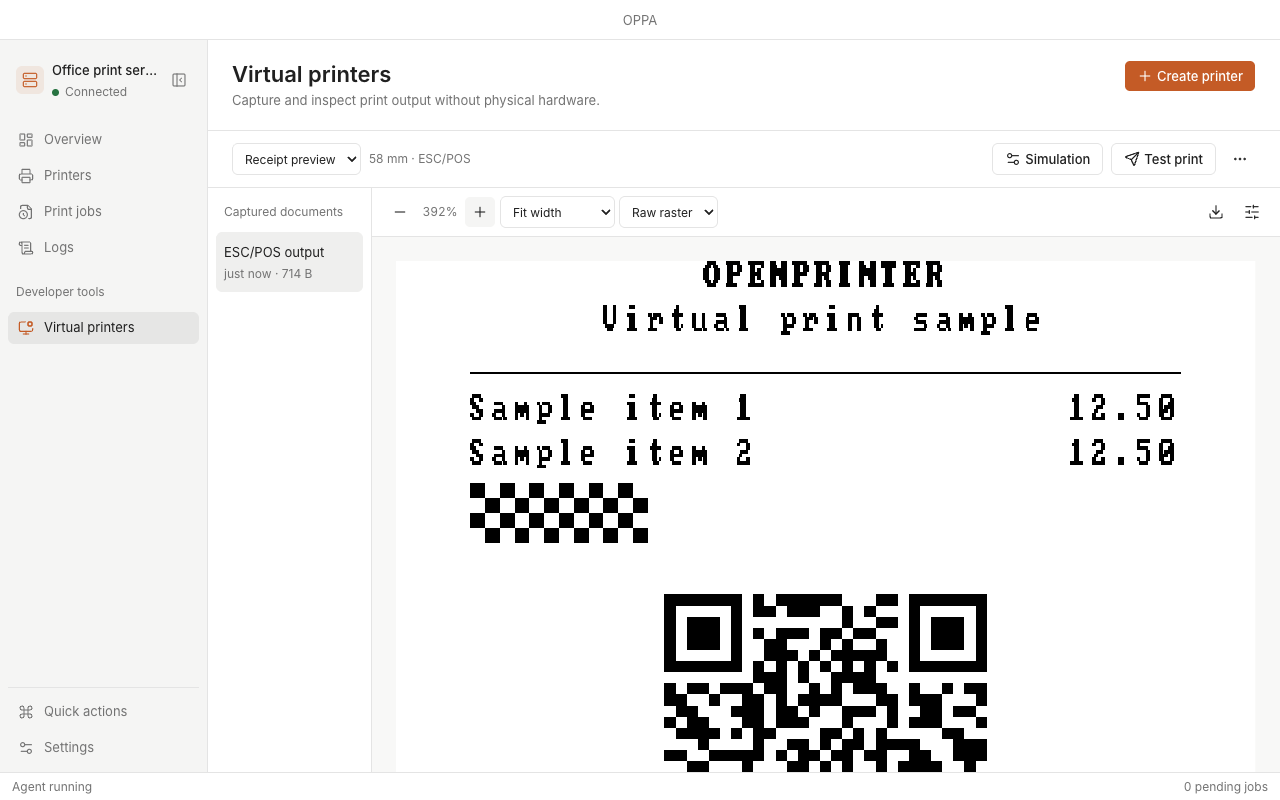 OPPA
Office print ser...
Connected
Overview
Printers
Print jobs
Logs
Developer tools
Virtual printers
Quick actions
Settings
Virtual printers
Capture and inspect print output without physical hardware.
Create printer
Receipt preview
58 mm · ESC/POS
Simulation
Test print
Captured documents
ESC/POS output
just now · 714 B
392%
Fit width
Raw raster
OPENPRINTER
Virtual print sample
Sample item 1 12.50
Sample item 2 12.50
Agent running
0 pending jobs